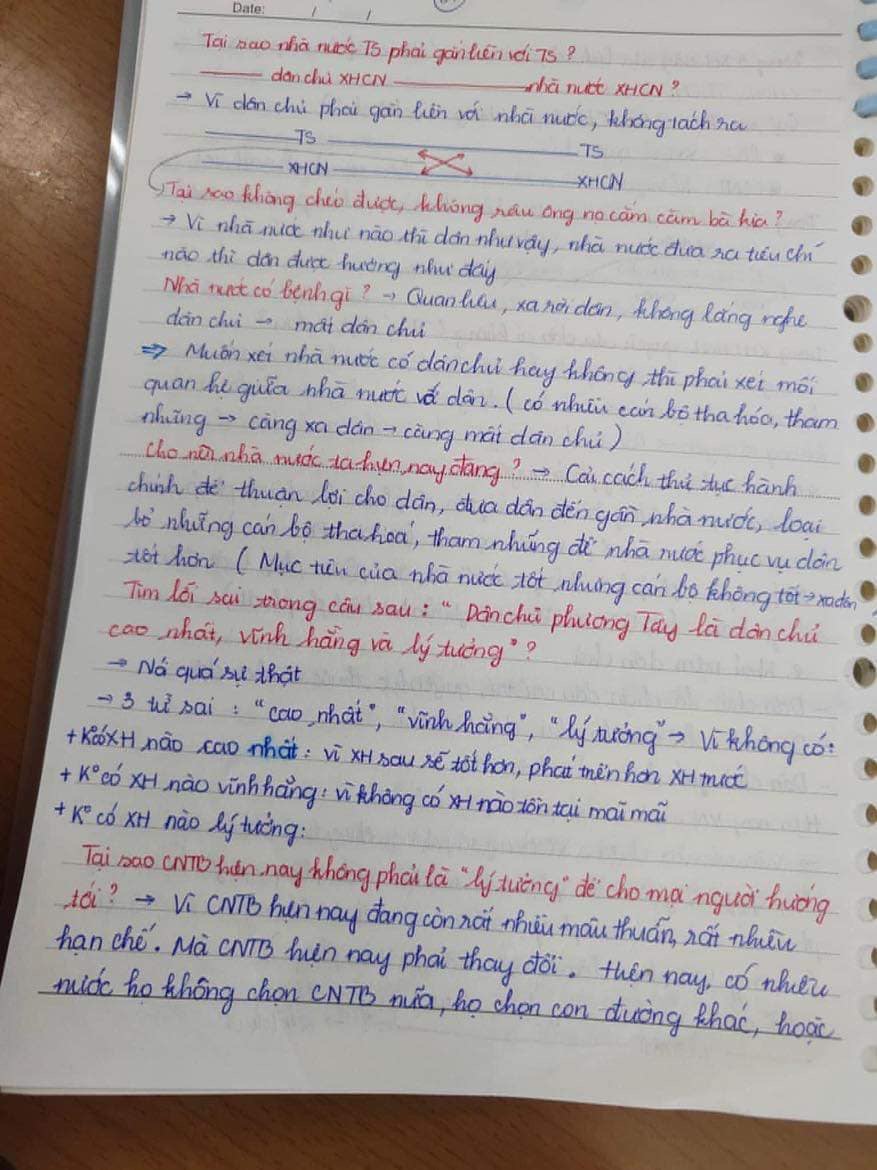 Date: / /
Tại sao nhà nước TS phải gắn liền với TS ?
dân chủ XHCN nhà nước XHCN ?
→ Vì dân chủ phải gắn liền với nhà nước, không tách ra
TS TS
XHCN XHCN
Tại sao không chéo được, không râu ông nọ cắm cằm bà kia ?
→ Vì nhà nước như nào thì dân như vậy, nhà nước đưa ra tiêu chí
nào thì dân được hưởng như đấy
Nhà nước có bệnh gì ? → Quan liêu, xa rời dân, không lắng nghe
dân chủ → mất dân chủ
⇒ Muốn xét nhà nước có dân chủ hay không thì phải xét mối
quan hệ giữa nhà nước về dân. ( có nhiều cán bộ tha hóa, tham
nhũng → càng xa dân → càng mất dân chủ )
Cho nên nhà nước ta hiện nay đang ? → Cải cách thủ tục hành
chính để thuận lợi cho dân, đưa dân đến gần nhà nước, loại
bỏ những cán bộ tha hoá, tham nhũng để nhà nước phục vụ dân
tốt hơn ( Mục tiêu của nhà nước tốt nhưng cán bộ không tốt → xa dân
Tìm lỗi sai trong câu sau : " Dân chủ phương Tây là dân chủ
cao nhất, vĩnh hằng và lý tưởng" ?
→ Nó quá sự thật
→ 3 từ sai : "cao nhất", "vĩnh hằng", "lý tưởng" → Vì không có :
+ K° có XH nào cao nhất : vì XH sau sẽ tốt hơn, phát triển hơn XH trước
+ K° có XH nào vĩnh hằng : vì không có XH nào tồn tại mãi mãi
+ K° có XH nào lý tưởng :
Tại sao CNTB hiện nay không phải là "lý tưởng" để cho mọi người hướng
tới ? → Vì CNTB hiện nay đang còn rất nhiều mâu thuẫn, rất nhiều
hạn chế. Mà CNTB hiện nay phải thay đổi. Hiện nay, có nhiều
nước họ không chọn CNTB nữa, họ chọn con đường khác, hoặc